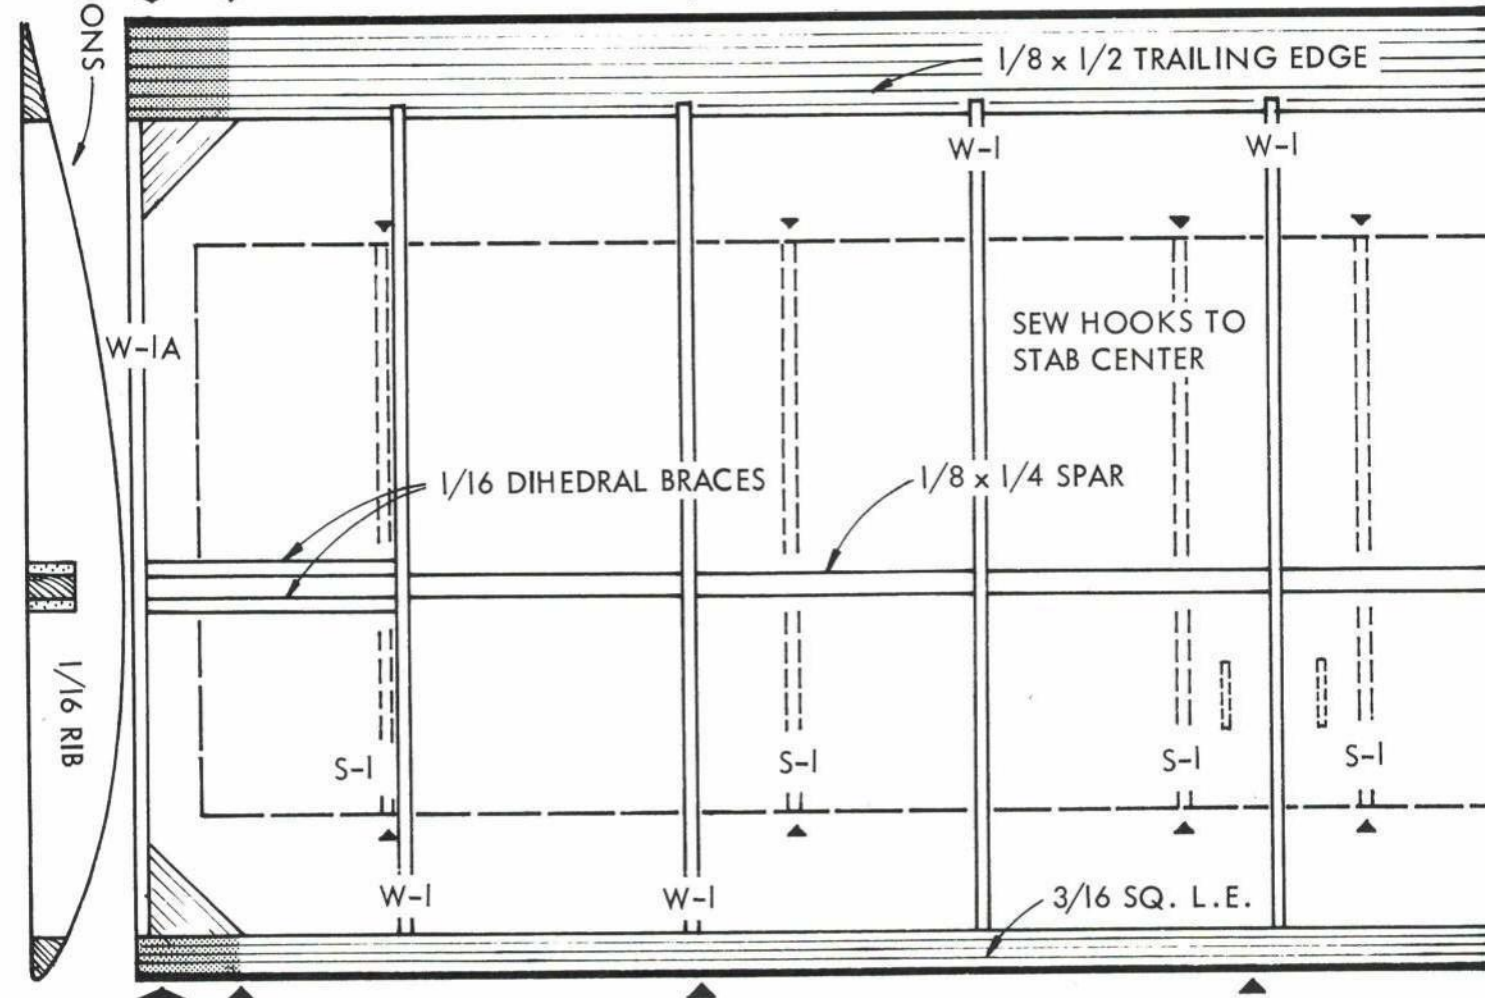 ONS
1/8 x 1/2 TRAILING EDGE
W-1
W-1
W-1A
SEW HOOKS TO
STAB CENTER
1/16 DIHEDRAL BRACES
1/8 x 1/4 SPAR
1/16 RIB
S-1
S-1
S-1
S-1
W-1
W-1
3/16 SQ. L.E.